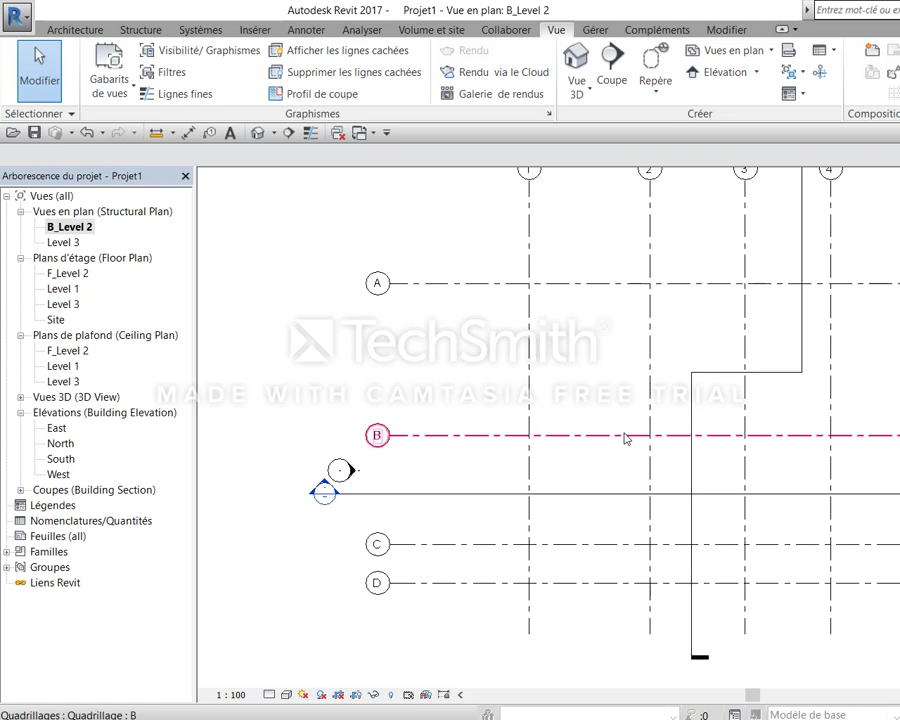 Autodesk Revit 2017 - Projet1 - Vue en plan: B_Level 2
Entrez mot-clé ou ex
Architecture Structure Systèmes Insérer Annoter Analyser Volume et site Collaborer Vue Gérer Compléments Modifier
Modifier
Gabarits
de vues
Visibilité/ Graphismes
Filtres
Lignes fines
Afficher les lignes cachées
Supprimer les lignes cachées
Profil de coupe
Rendu
Rendu via le Cloud
Galerie de rendus
Vue
3D
Coupe
Repère
Vues en plan
Elévation
Sélectionner
Graphismes
Créer
Compositio
Arborescence du projet - Projet1
Vues (all)
Vues en plan (Structural Plan)
B_Level 2
Level 3
Plans d'étage (Floor Plan)
F_Level 2
Level 1
Level 3
Site
Plans de plafond (Ceiling Plan)
F_Level 2
Level 1
Level 3
Vues 3D (3D View)
Elévations (Building Elevation)
East
North
South
West
Coupes (Building Section)
Légendes
Nomenclatures/Quantités
Feuilles (all)
Familles
Groupes
Liens Revit
1 2 3 4
A
TechSmith®
MADE WITH CAMTASIA FREE TRIAL
B
C
D
1 : 100
Quadrillages : Quadrillage : B
:0
Modèle de base